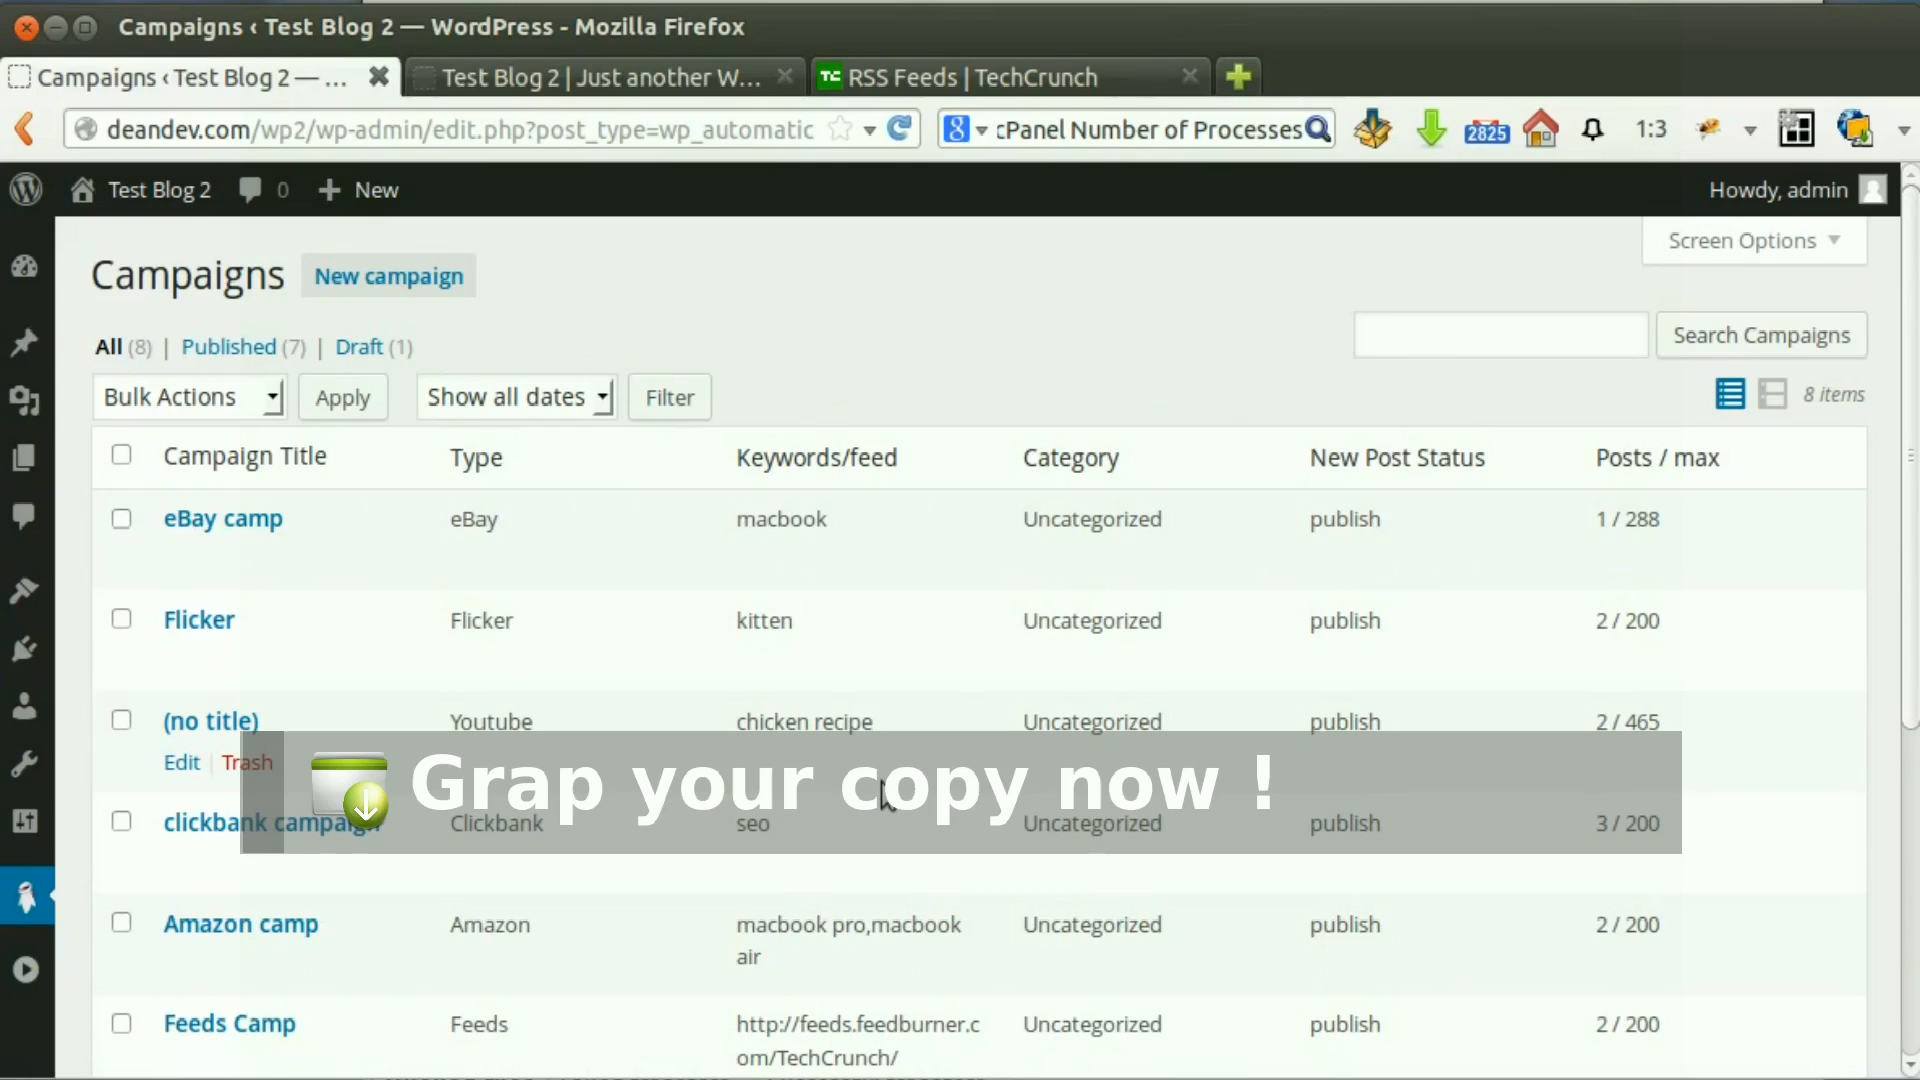 Campaigns ‹ Test Blog 2 — WordPress - Mozilla Firefox
Campaigns ‹ Test Blog 2 — ...
Test Blog 2 | Just another W...
TC RSS Feeds | TechCrunch
deandev.com/wp2/wp-admin/edit.php?post_type=wp_automatic
8 cPanel Number of Processes
2825
1:3
Test Blog 2 0 New
Howdy, admin
Screen Options
Campaigns New campaign
All (8) | Published (7) | Draft (1)
Search Campaigns
Bulk Actions Apply Show all dates Filter 8 items
Campaign Title Type Keywords/feed Category New Post Status Posts / max
eBay camp eBay macbook Uncategorized publish 1 / 288
Flicker Flicker kitten Uncategorized publish 2 / 200
(no title) Youtube chicken recipe Uncategorized publish 2 / 465
Edit | Trash
Grap your copy now !
clickbank campaign Clickbank seo Uncategorized publish 3 / 200
Amazon camp Amazon macbook pro,macbook Uncategorized publish 2 / 200
air
Feeds Camp Feeds http://feeds.feedburner.c Uncategorized publish 2 / 200
om/TechCrunch/